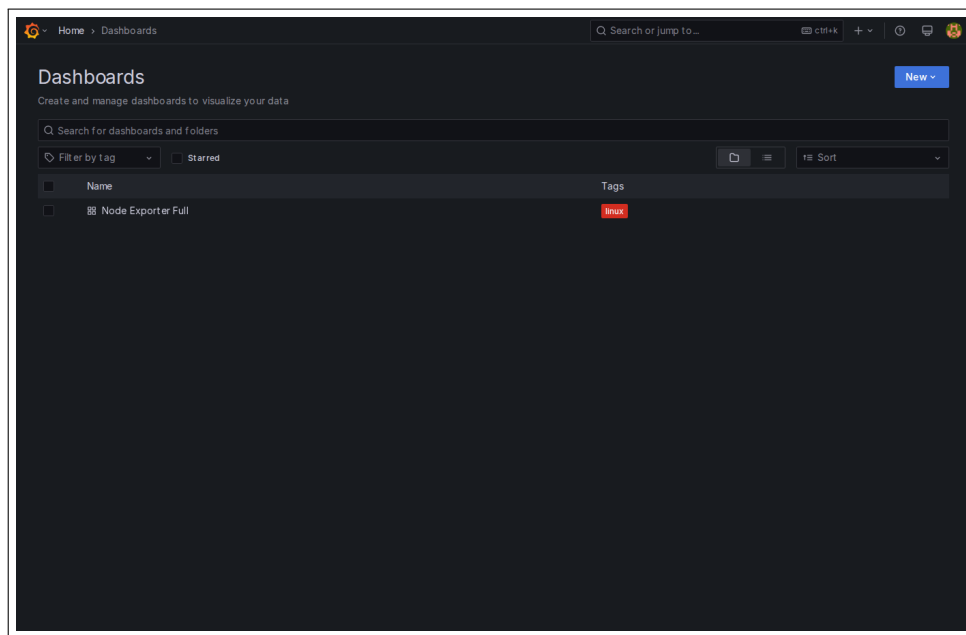 Home › Dashboards
Search or jump to...
ctrl+k
Dashboards
New
Create and manage dashboards to visualize your data
Search for dashboards and folders
Filter by tag
Starred
Sort
Name
Tags
Node Exporter Full
linux